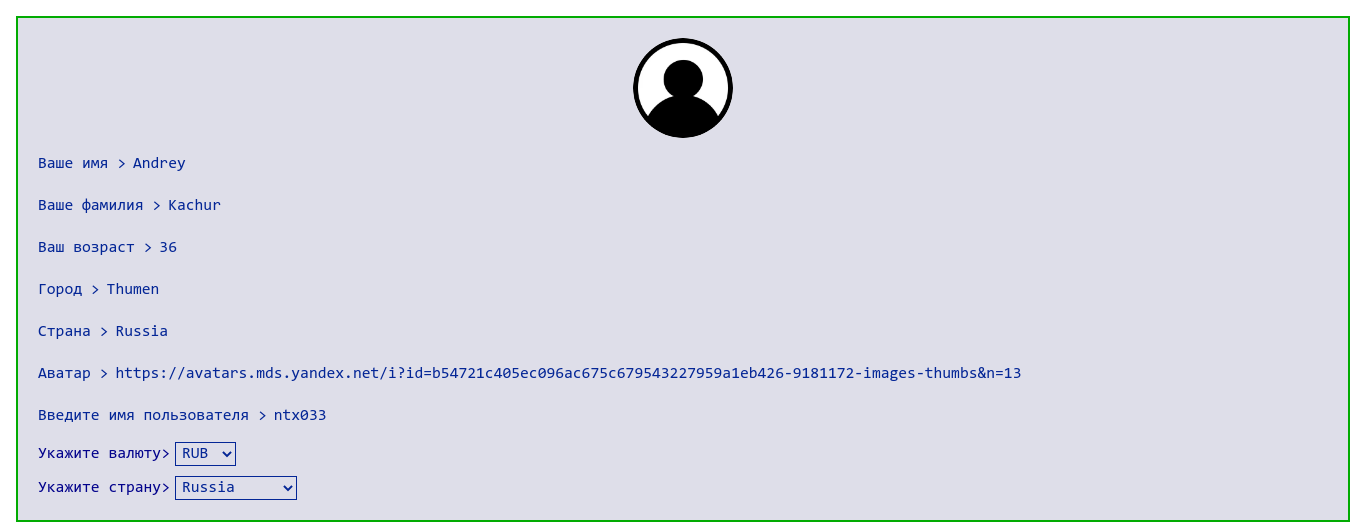 Ваше имя > Andrey
Ваше фамилия > Kachur
Ваш возраст > 36
Город > Thumen
Страна > Russia
Аватар > https://avatars.mds.yandex.net/i?id=b54721c405ec096ac675c679543227959a1eb426-9181172-images-thumbs&n=13
Введите имя пользователя > ntx033
Укажите валюту> RUB
Укажите страну> Russia